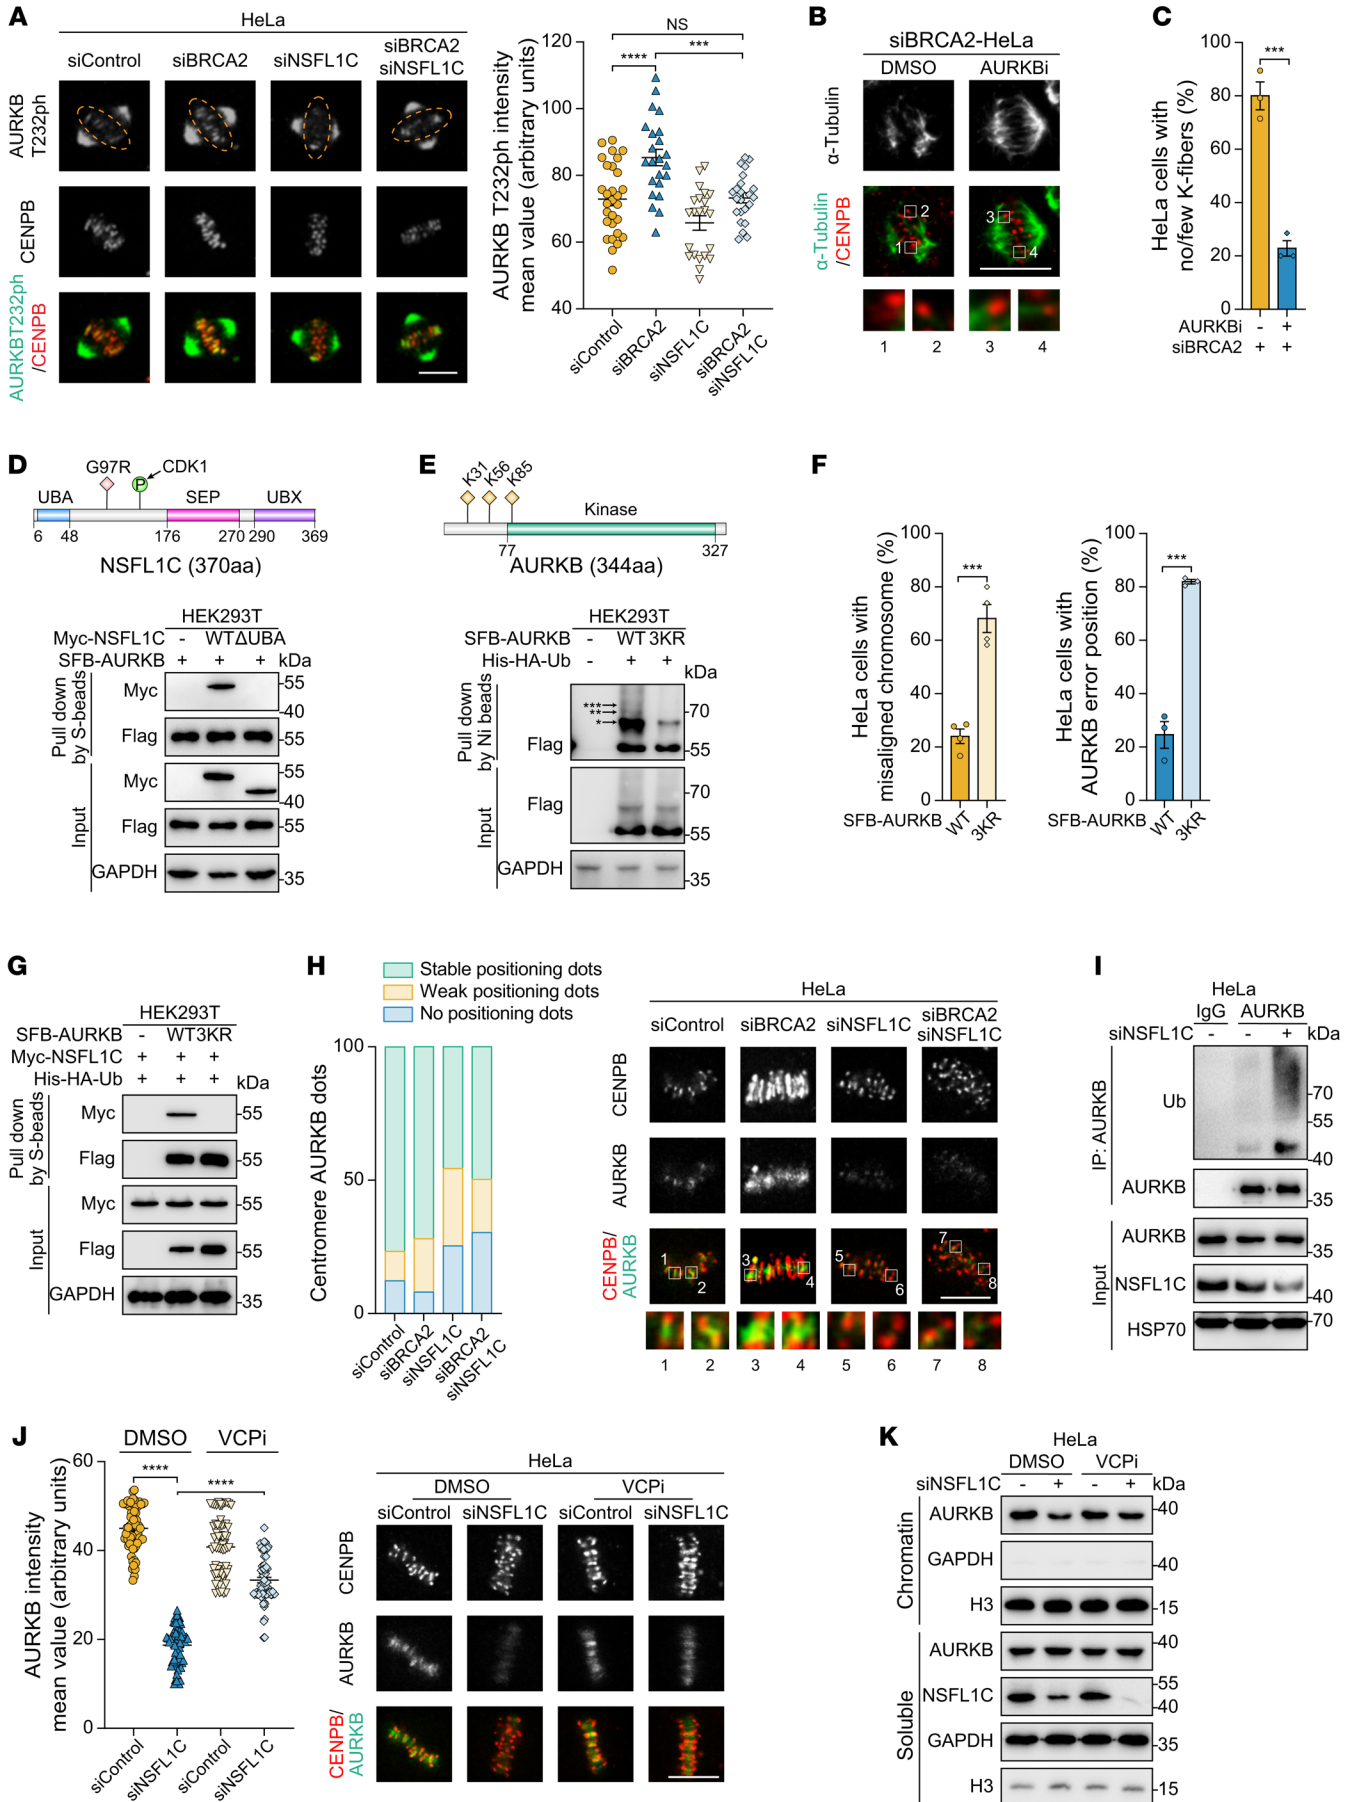 A
HeLa
siControl
siBRCA2
siNSFL1C
siBRCA2
siNSFL1C
AURKB
T232ph
CENPB
AURKBT232ph
/CENPB
AURKB T232ph intensity
mean value (arbitrary units)
120
100
80
60
40
NS
****
***
siControl
siBRCA2
siNSFL1C
siBRCA2
siNSFL1C
B
siBRCA2-HeLa
DMSO
AURKBi
α-Tubulin
α-Tubulin
/CENPB
1
2
3
4
1
2
3
4
C
HeLa cells with
no/few K-fibers (%)
100
80
60
40
20
0
***
AURKBi - +
siBRCA2 + +
D
G97R
CDK1
P
UBA
SEP
UBX
6 48 176 270 290 369
NSFL1C (370aa)
HEK293T
Myc-NSFL1C - WT ΔUBA
SFB-AURKB + + + kDa
Pull down
by S-beads
Myc
-55
-40
Flag
-55
Input
Myc
-55
-40
Flag
-55
GAPDH
-35
E
K31
K56
K85
Kinase
77
327
AURKB (344aa)
HEK293T
SFB-AURKB - WT 3KR
His-HA-Ub - + +
kDa
Pull down
by Ni beads
***
**
*
-70
Flag
-55
Input
-70
Flag
-55
GAPDH
-35
F
HeLa cells with
misaligned chromosome (%)
100
80
60
40
20
0
***
SFB-AURKB WT 3KR
HeLa cells with
AURKB error position (%)
100
80
60
40
20
0
***
SFB-AURKB WT 3KR
G
HEK293T
SFB-AURKB - WT 3KR
Myc-NSFL1C + + +
His-HA-Ub + + + kDa
Pull down
by S-beads
Myc
-55
Flag
-55
Input
Myc
-55
Flag
-55
GAPDH
-35
H
Stable positioning dots
Weak positioning dots
No positioning dots
Centromere AURKB dots
100
50
0
siControl
siBRCA2
siNSFL1C
siBRCA2
siNSFL1C
HeLa
siControl
siBRCA2
siNSFL1C
siBRCA2
siNSFL1C
CENPB
AURKB
CENPB/
AURKB
1
2
3
4
5
6
7
8
1
2
3
4
5
6
7
8
I
HeLa
IgG AURKB
siNSFL1C - - + kDa
IP: AURKB
Ub
-70
-55
-40
AURKB
-35
Input
AURKB
-35
NSFL1C
-40
HSP70
-70
J
DMSO
VCPi
AURKB intensity
mean value (arbitrary units)
60
40
20
0
****
****
siControl
siNSFL1C
siControl
siNSFL1C
HeLa
DMSO
VCPi
siControl
siNSFL1C
siControl
siNSFL1C
CENPB
AURKB
CENPB/
AURKB
K
HeLa
DMSO
VCPi
siNSFL1C - + - + kDa
Chromatin
AURKB
-40
GAPDH
-40
H3
-15
Soluble
AURKB
-40
NSFL1C
-55
-40
GAPDH
-35
H3
-15